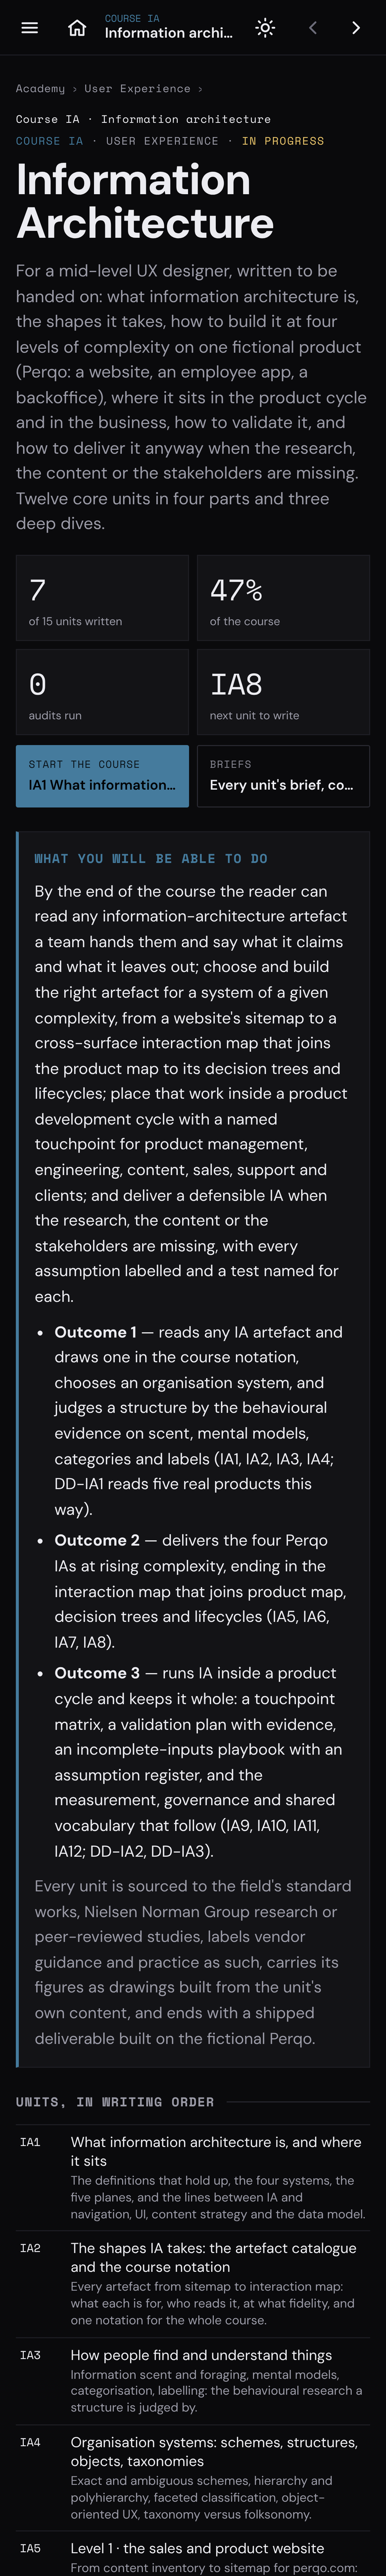 COURSE IA
Information archi...
Academy › User Experience ›
Course IA · Information architecture
COURSE IA · USER EXPERIENCE · IN PROGRESS
Information
Architecture
For a mid-level UX designer, written to be
handed on: what information architecture is,
the shapes it takes, how to build it at four
levels of complexity on one fictional product
(Perqo: a website, an employee app, a
backoffice), where it sits in the product cycle
and in the business, how to validate it, and
how to deliver it anyway when the research,
the content or the stakeholders are missing.
Twelve core units in four parts and three
deep dives.
7
of 15 units written
47%
of the course
0
audits run
IA8
next unit to write
START THE COURSE
IA1 What information...
BRIEFS
Every unit's brief, co...
WHAT YOU WILL BE ABLE TO DO
By the end of the course the reader can
read any information-architecture artefact
a team hands them and say what it claims
and what it leaves out; choose and build
the right artefact for a system of a given
complexity, from a website's sitemap to a
cross-surface interaction map that joins
the product map to its decision trees and
lifecycles; place that work inside a product
development cycle with a named
touchpoint for product management,
engineering, content, sales, support and
clients; and deliver a defensible IA when
the research, the content or the
stakeholders are missing, with every
assumption labelled and a test named for
each.
• Outcome 1 — reads any IA artefact and
draws one in the course notation,
chooses an organisation system, and
judges a structure by the behavioural
evidence on scent, mental models,
categories and labels (IA1, IA2, IA3, IA4;
DD-IA1 reads five real products this
way).
• Outcome 2 — delivers the four Perqo
IAs at rising complexity, ending in the
interaction map that joins product map,
decision trees and lifecycles (IA5, IA6,
IA7, IA8).
• Outcome 3 — runs IA inside a product
cycle and keeps it whole: a touchpoint
matrix, a validation plan with evidence,
an incomplete-inputs playbook with an
assumption register, and the
measurement, governance and shared
vocabulary that follow (IA9, IA10, IA11,
IA12; DD-IA2, DD-IA3).
Every unit is sourced to the field's standard
works, Nielsen Norman Group research or
peer-reviewed studies, labels vendor
guidance and practice as such, carries its
figures as drawings built from the unit's
own content, and ends with a shipped
deliverable built on the fictional Perqo.
UNITS, IN WRITING ORDER
IA1
What information architecture is, and where
it sits
The definitions that hold up, the four systems, the
five planes, and the lines between IA and
navigation, UI, content strategy and the data model.
IA2
The shapes IA takes: the artefact catalogue
and the course notation
Every artefact from sitemap to interaction map:
what each is for, who reads it, at what fidelity, and
one notation for the whole course.
IA3
How people find and understand things
Information scent and foraging, mental models,
categorisation, labelling: the behavioural research a
structure is judged by.
IA4
Organisation systems: schemes, structures,
objects, taxonomies
Exact and ambiguous schemes, hierarchy and
polyhierarchy, faceted classification, object-
oriented UX, taxonomy versus folksonomy.
IA5
Level 1 · the sales and product website
From content inventory to sitemap for perqo.com: